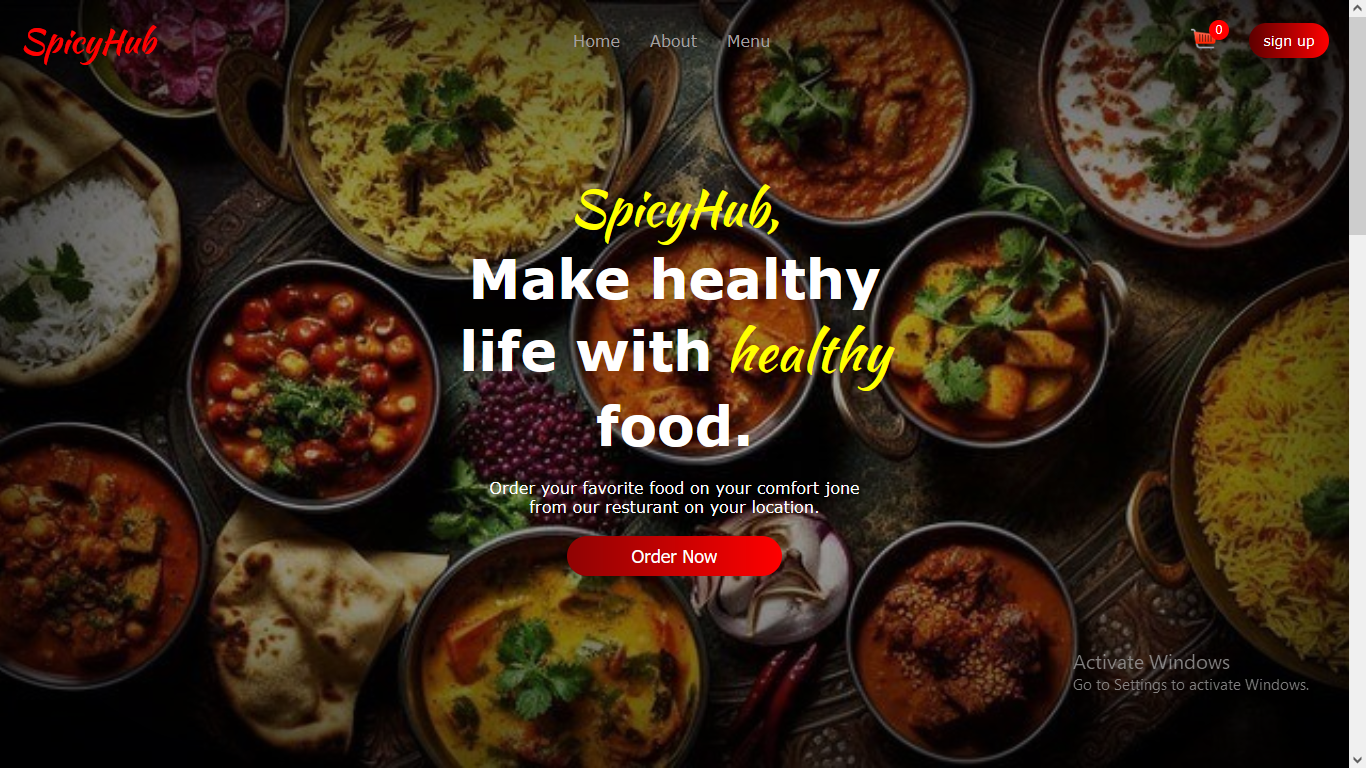 SpicyHub
Home About Menu
0
sign up
SpicyHub,
Make healthy
life with healthy
food.
Order your favorite food on your comfort jone
from our resturant on your location.
Order Now
Activate Windows
Go to Settings to activate Windows.